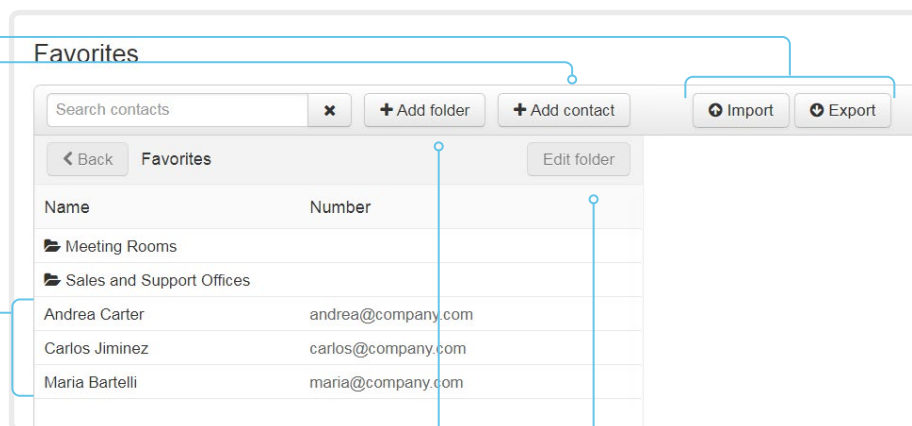 Favorites
Search contacts Add folder Add contact Import Export
Back Favorites Edit folder
Name Number
Meeting Rooms
Sales and Support Offices
Andrea Carter andrea@company.com
Carlos Jiminez carlos@company.com
Maria Bartelli maria@company.com